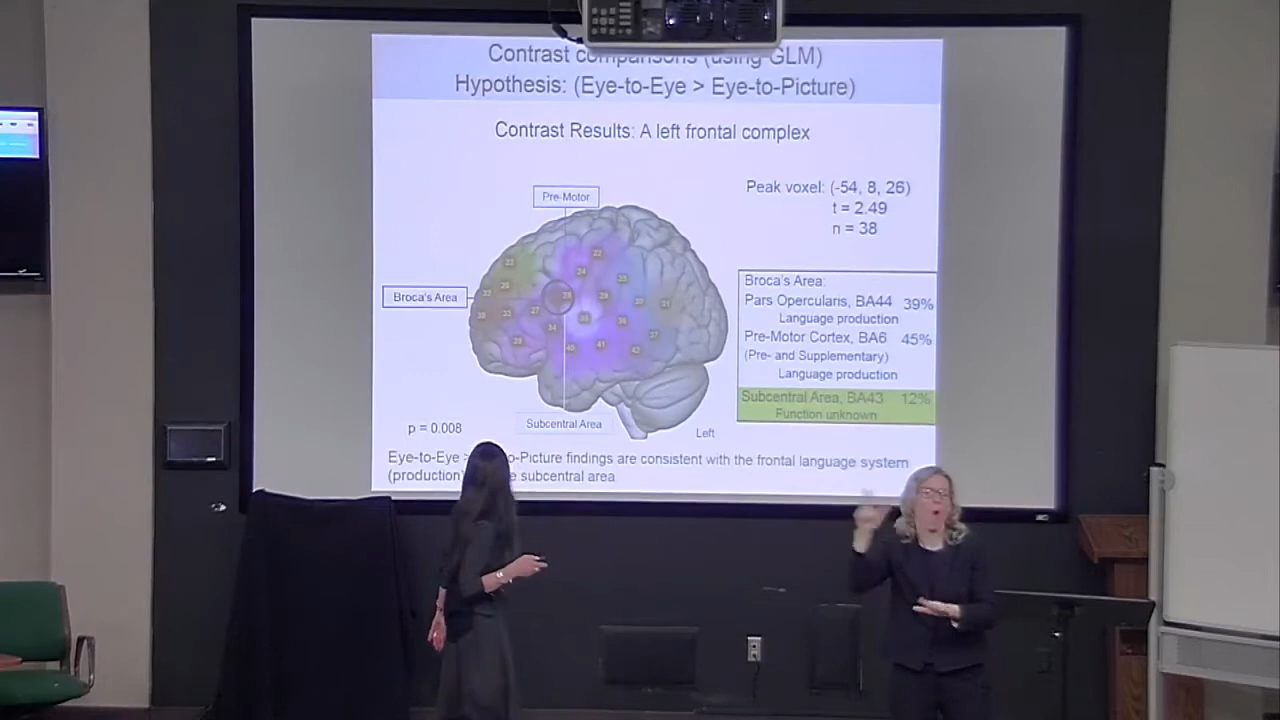 Contrast comparisons (using GLM)
Hypothesis: (Eye-to-Eye > Eye-to-Picture)
Contrast Results: A left frontal complex
Peak voxel: (-54, 8, 26)
t = 2.49
n = 38
Pre-Motor
Broca's Area
Broca's Area:
Pars Opercularis, BA44 39%
Language production
Pre-Motor Cortex, BA6 45%
(Pre- and Supplementary)
Language production
Subcentral Area, BA43 12%
Function unknown
Subcentral Area
Left
p = 0.008
Eye-to-Eye > o-Picture findings are consistent with the frontal language system
(production) e subcentral area